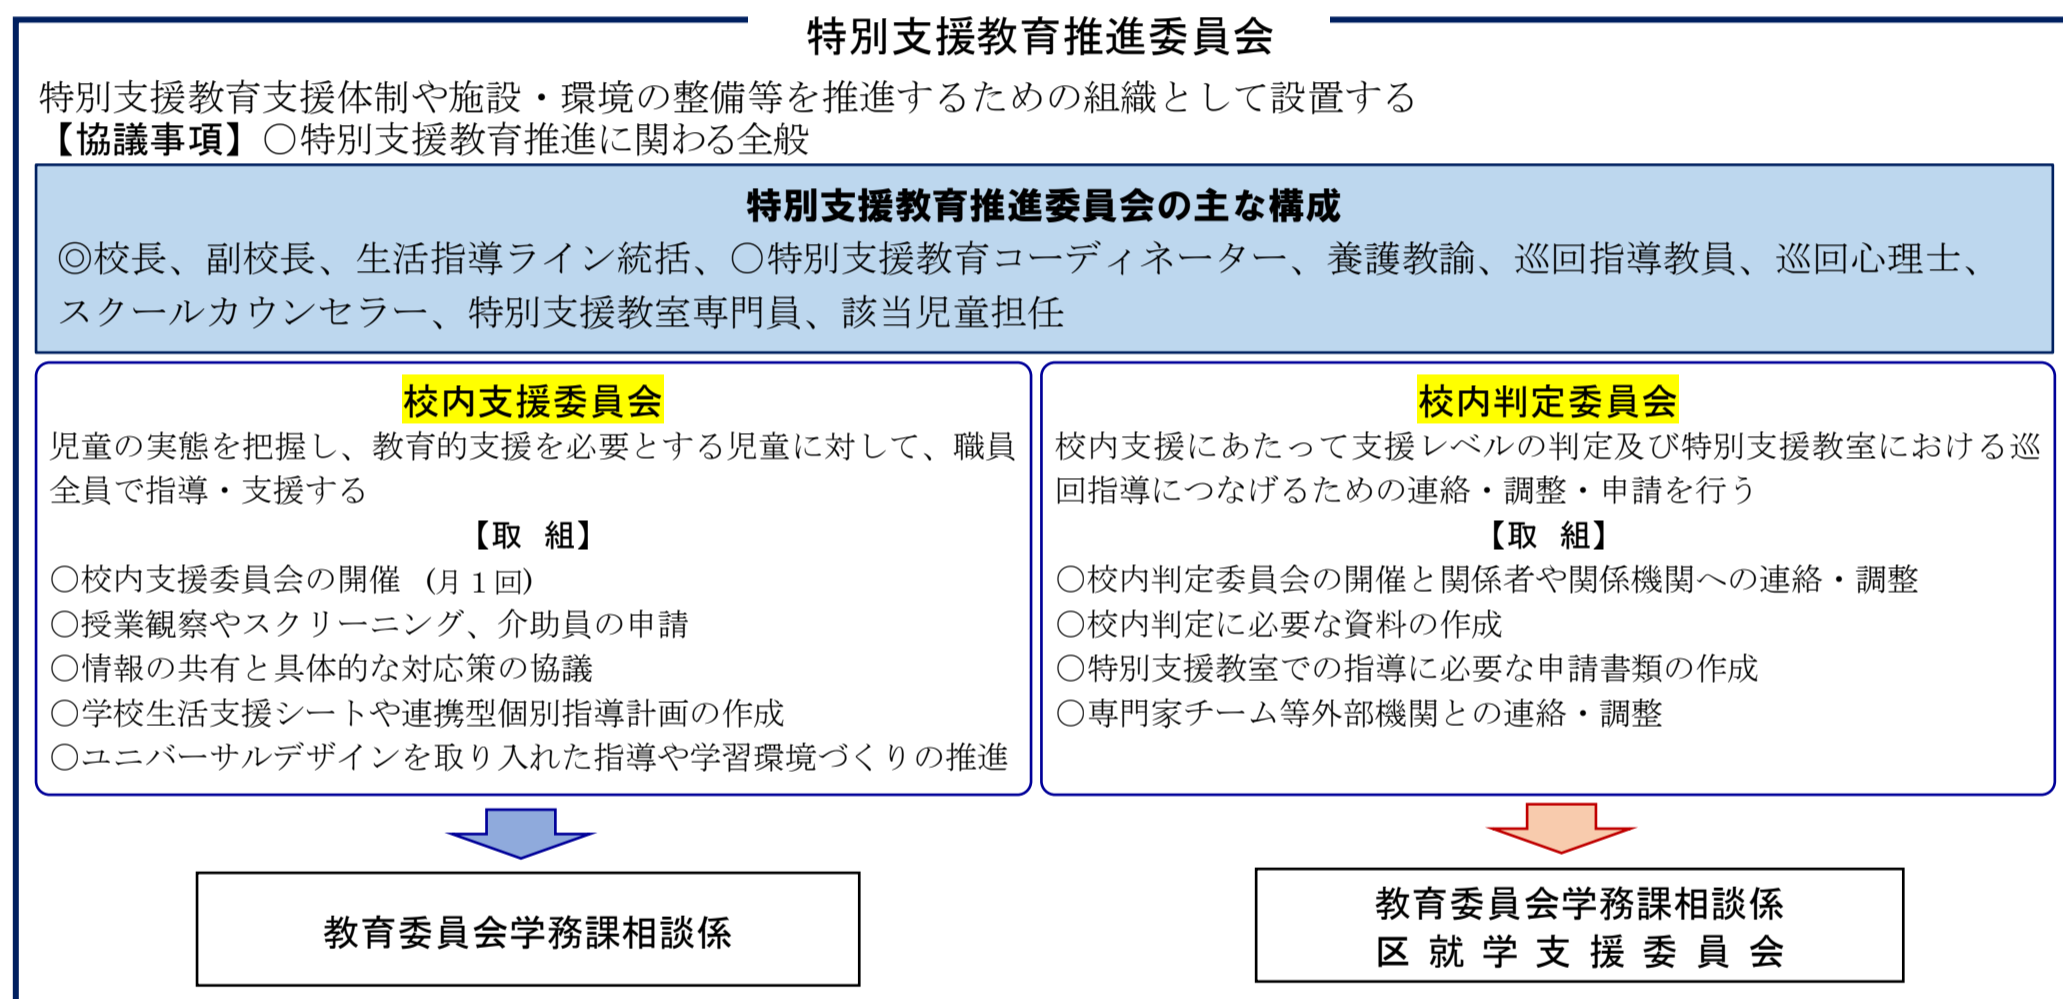 特別支援教育推進委員会
特別支援教育支援体制や施設・環境の整備等を推進するための組織として設置する
【協議事項】○特別支援教育推進に関わる全般
特別支援教育推進委員会の主な構成
◎校長、副校長、生活指導ライン統括、○特別支援教育コーディネーター、養護教諭、巡回指導教員、巡回心理士、
スクールカウンセラー、特別支援教室専門員、該当児童担任
校内支援委員会
児童の実態を把握し、教育的支援を必要とする児童に対して、職員
全員で指導・支援する
【取　組】
○校内支援委員会の開催　(月１回)
○授業観察やスクリーニング、介助員の申請
○情報の共有と具体的な対応策の協議
○学校生活支援シートや連携型個別指導計画の作成
○ユニバーサルデザインを取り入れた指導や学習環境づくりの推進
教育委員会学務課相談係
校内判定委員会
校内支援にあたって支援レベルの判定及び特別支援教室における巡
回指導につなげるための連絡・調整・申請を行う
【取　組】
○校内判定委員会の開催と関係者や関係機関への連絡・調整
○校内判定に必要な資料の作成
○特別支援教室での指導に必要な申請書類の作成
○専門家チーム等外部機関との連絡・調整
教育委員会学務課相談係
区就学支援委員会